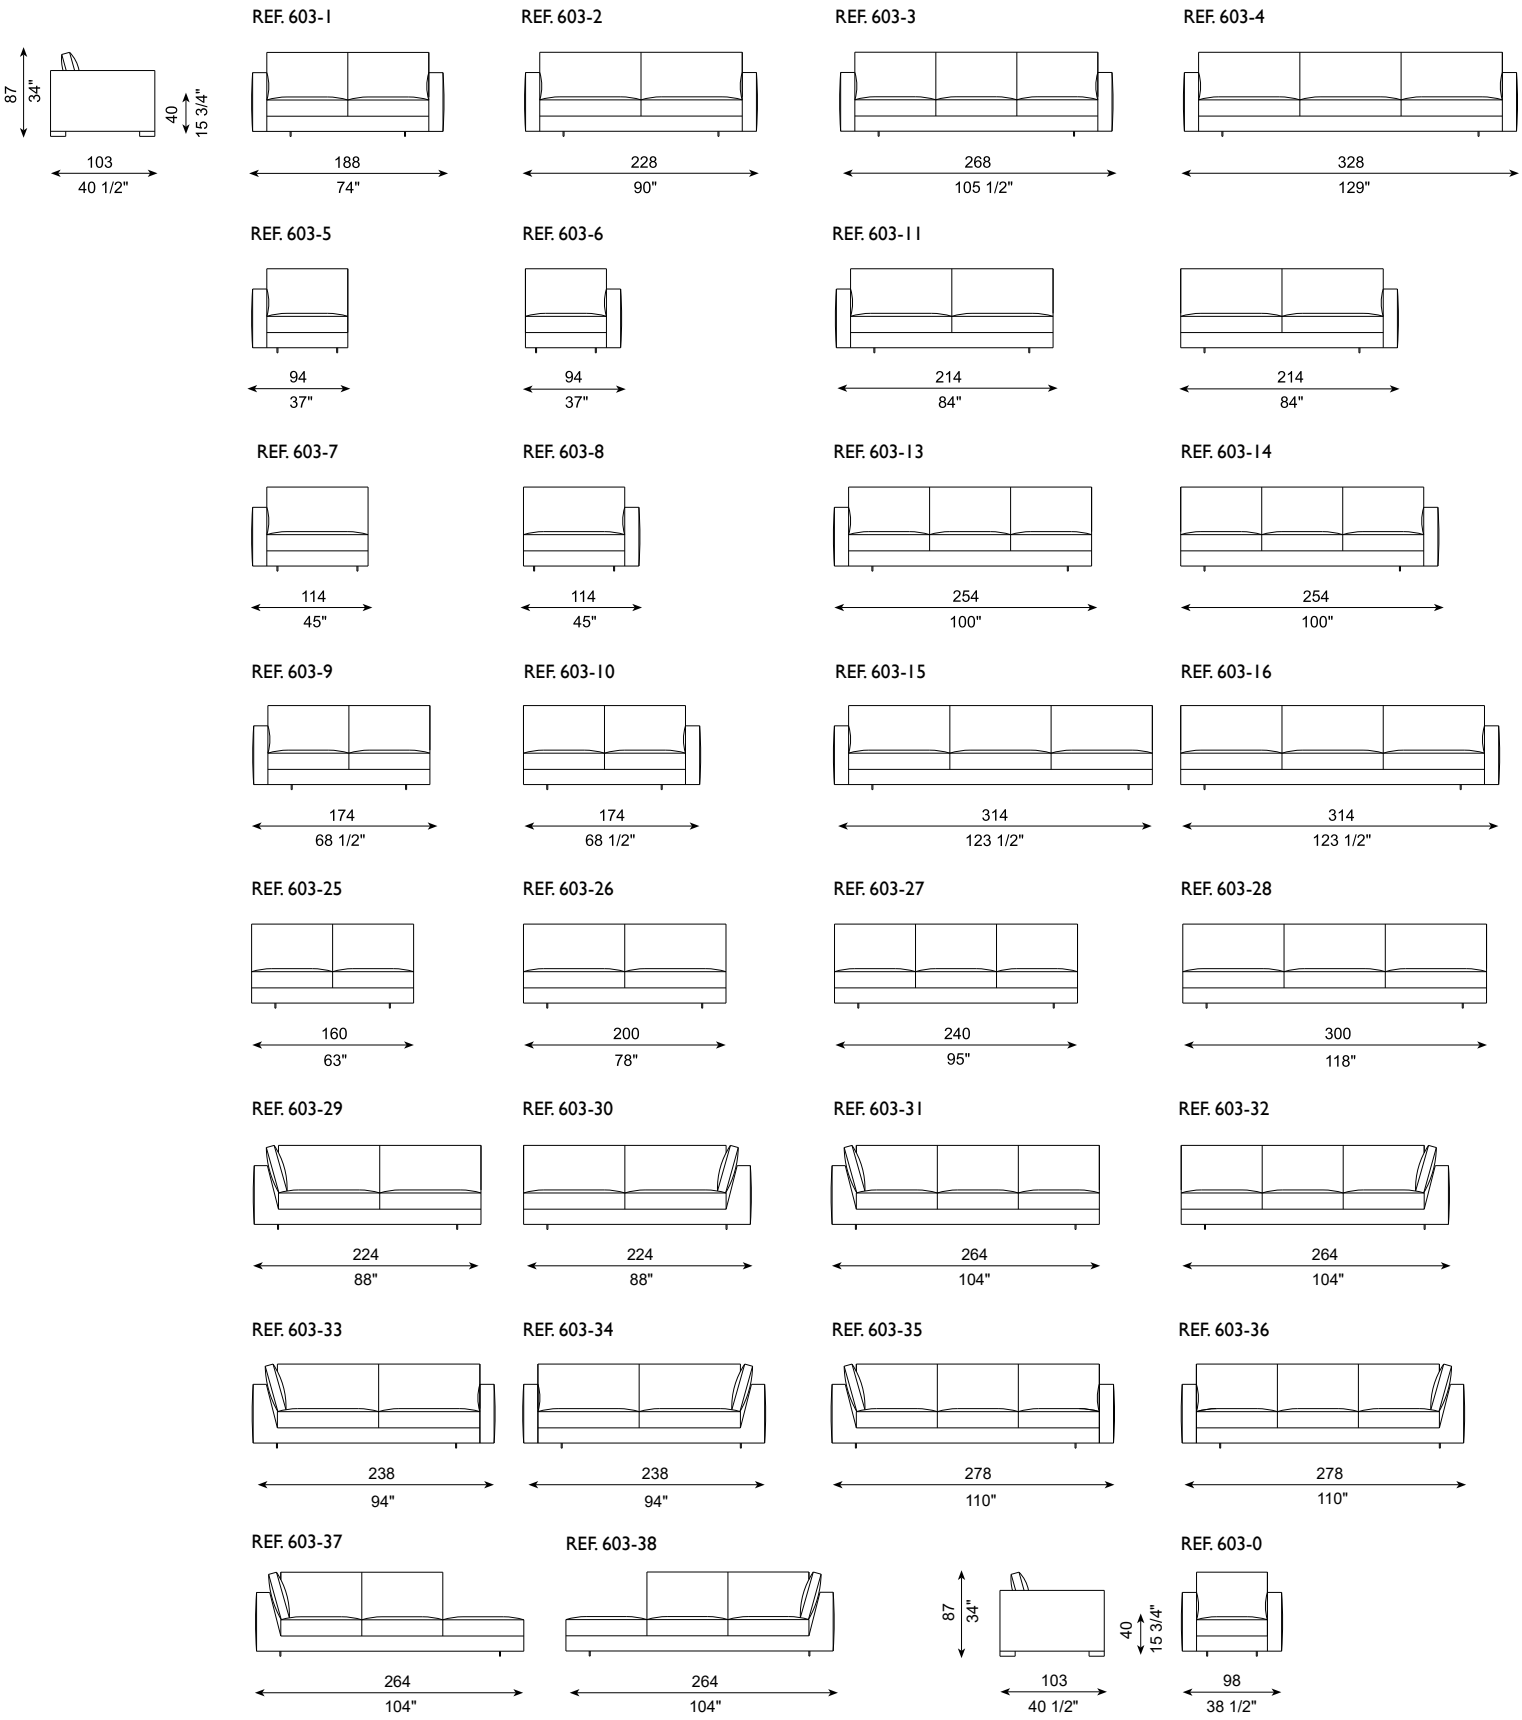 REF. 603-1
REF. 603-2
REF. 603-3
REF. 603-4
87
34"
40
15 3/4"
103
40 1/2"
188
74"
228
90"
268
105 1/2"
328
129"
REF. 603-5
REF. 603-6
REF. 603-11
94
37"
94
37"
214
84"
214
84"
REF. 603-7
REF. 603-8
REF. 603-13
REF. 603-14
114
45"
114
45"
254
100"
254
100"
REF. 603-9
REF. 603-10
REF. 603-15
REF. 603-16
174
68 1/2"
174
68 1/2"
314
123 1/2"
314
123 1/2"
REF. 603-25
REF. 603-26
REF. 603-27
REF. 603-28
160
63"
200
78"
240
95"
300
118"
REF. 603-29
REF. 603-30
REF. 603-31
REF. 603-32
224
88"
224
88"
264
104"
264
104"
REF. 603-33
REF. 603-34
REF. 603-35
REF. 603-36
238
94"
238
94"
278
110"
278
110"
REF. 603-37
REF. 603-38
REF. 603-0
264
104"
264
104"
87
34"
103
40 1/2"
40
15 3/4"
98
38 1/2"